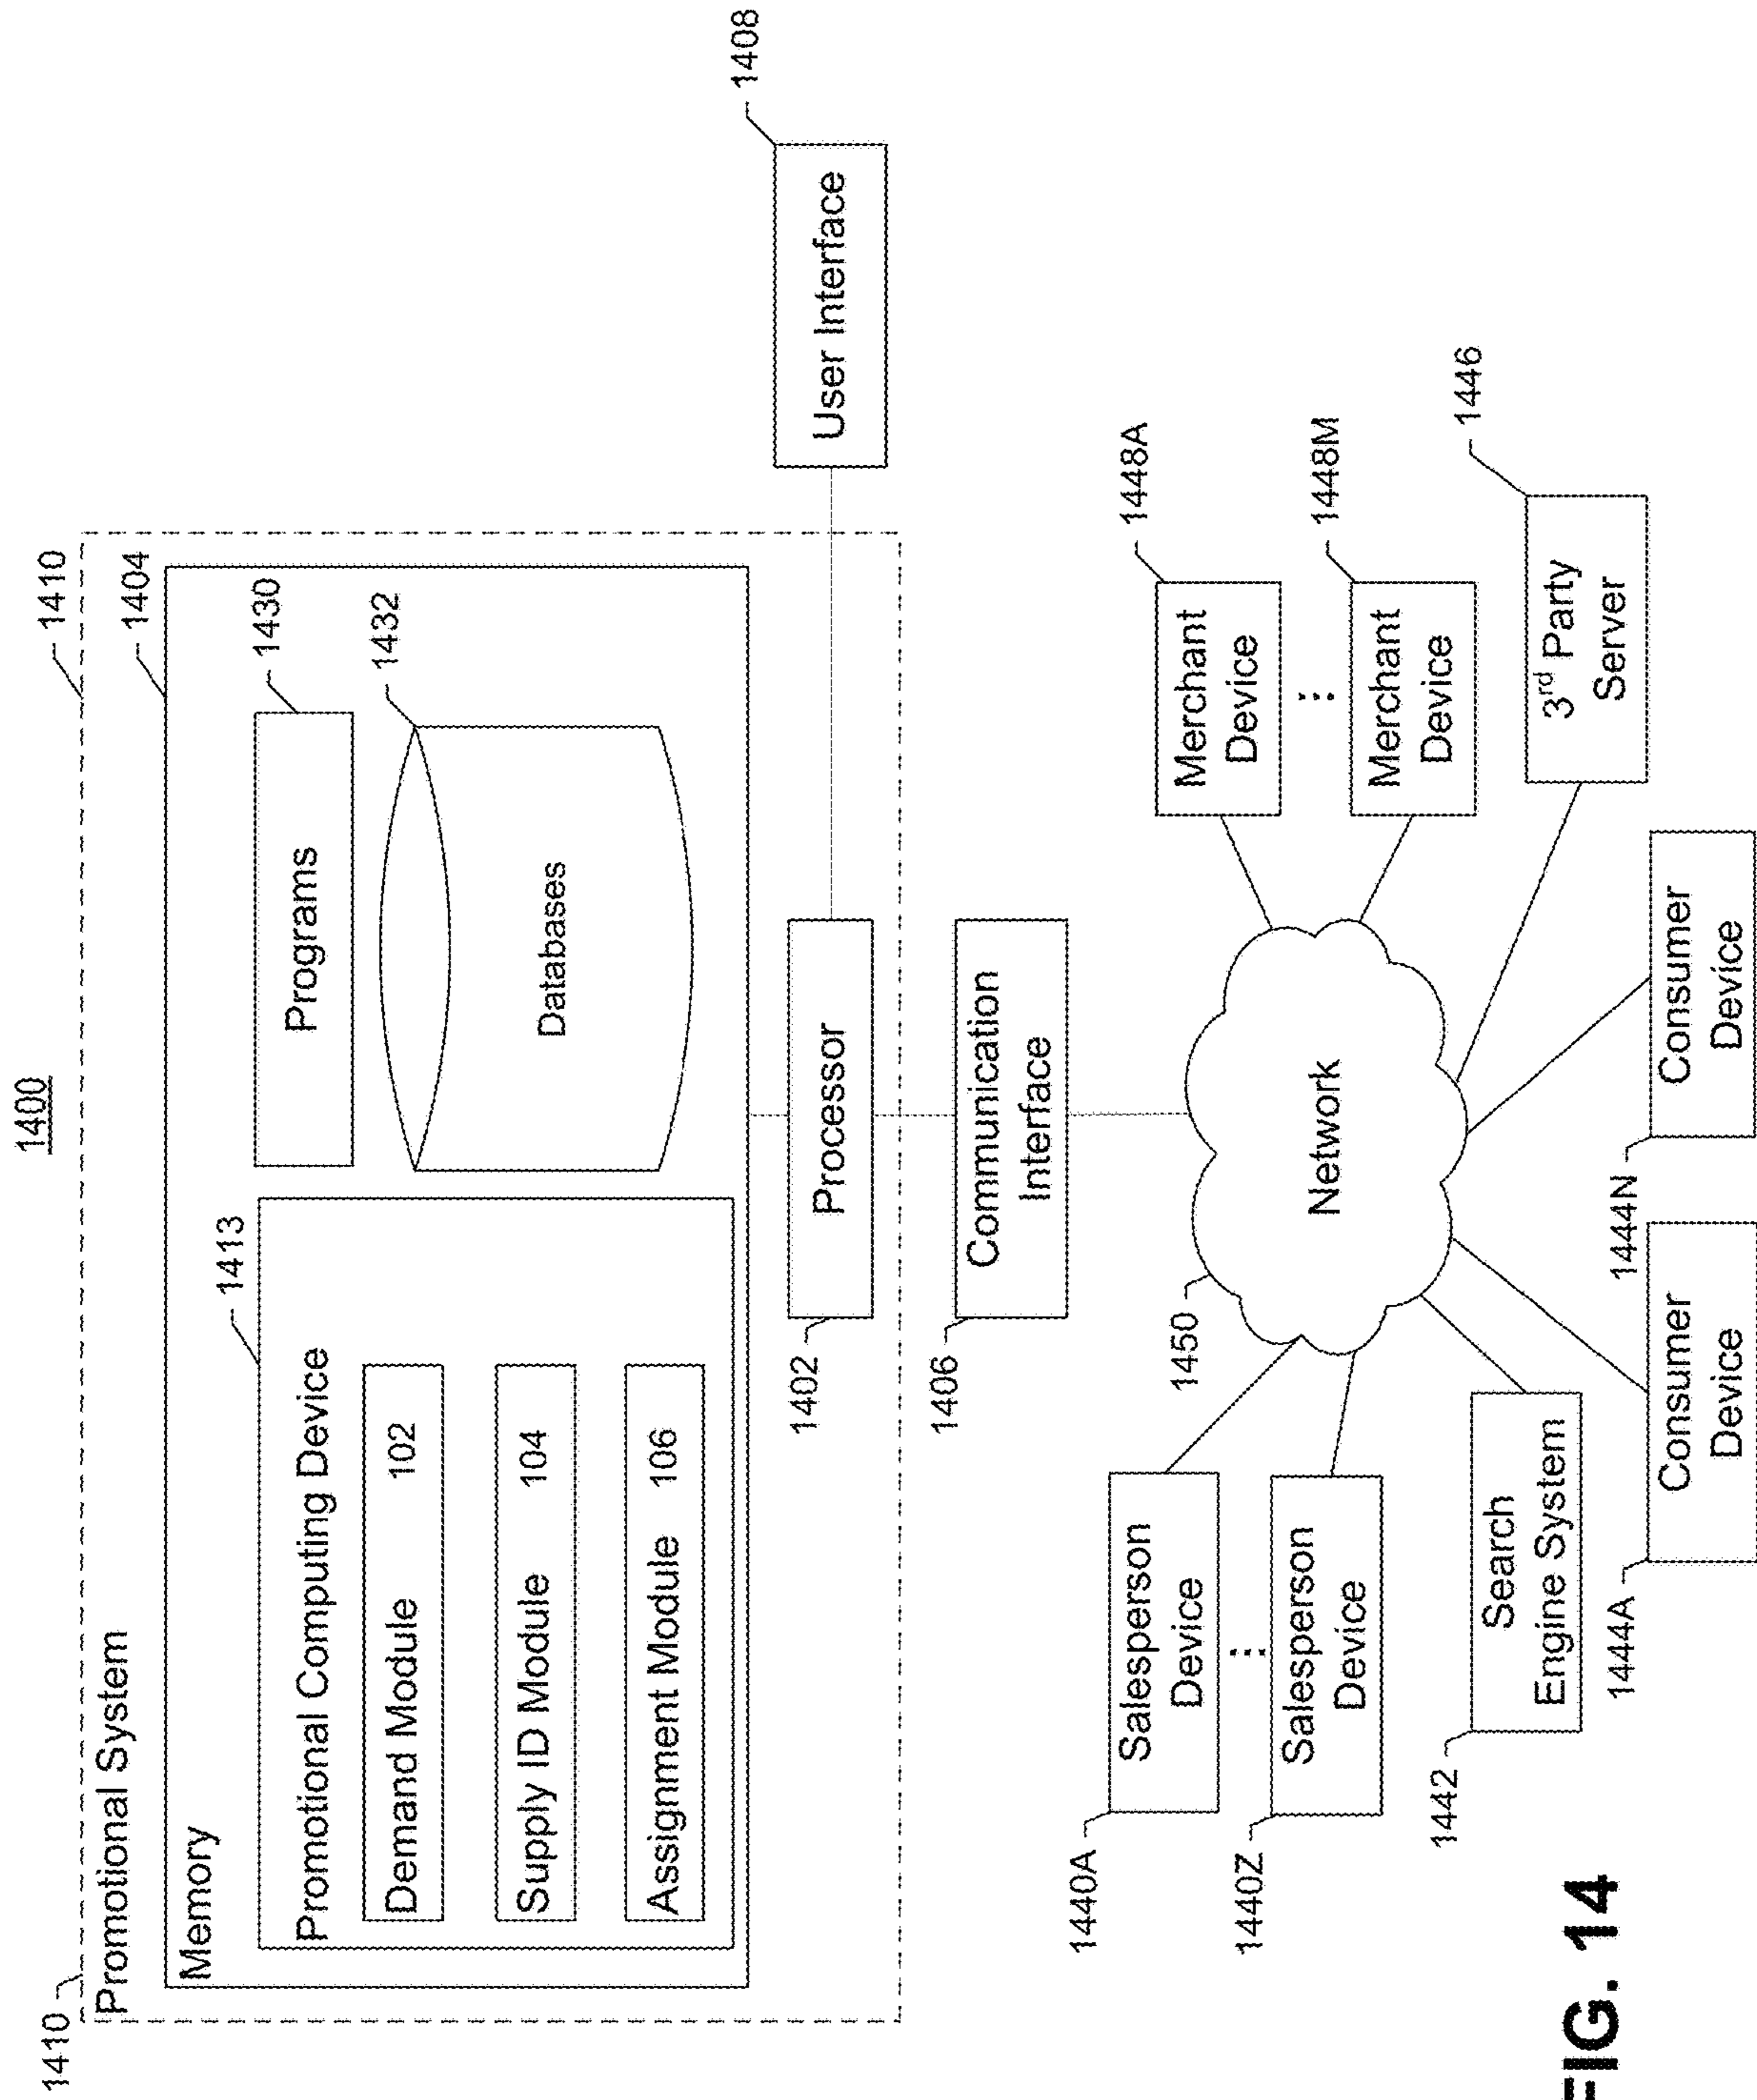 1400
1410
1410
Promotional System
1404
Memory
1413
Promotional Computing Device
Demand Module 102
Supply ID Module 104
Assignment Module 106
1430
Programs
1432
Databases
1402
Processor
1408
User Interface
1406
Communication
Interface
1450
Network
1440A
Salesperson
Device
1440Z
Salesperson
Device
1442
Search
Engine System
1444A
Consumer
Device
1444N
Consumer
Device
1448A
Merchant
Device
1448M
Merchant
Device
1446
3rd Party
Server
FIG. 14